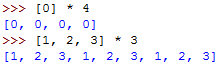 >>> [0] * 4
[0, 0, 0, 0]
>>> [1, 2, 3] * 3
[1, 2, 3, 1, 2, 3, 1, 2, 3]